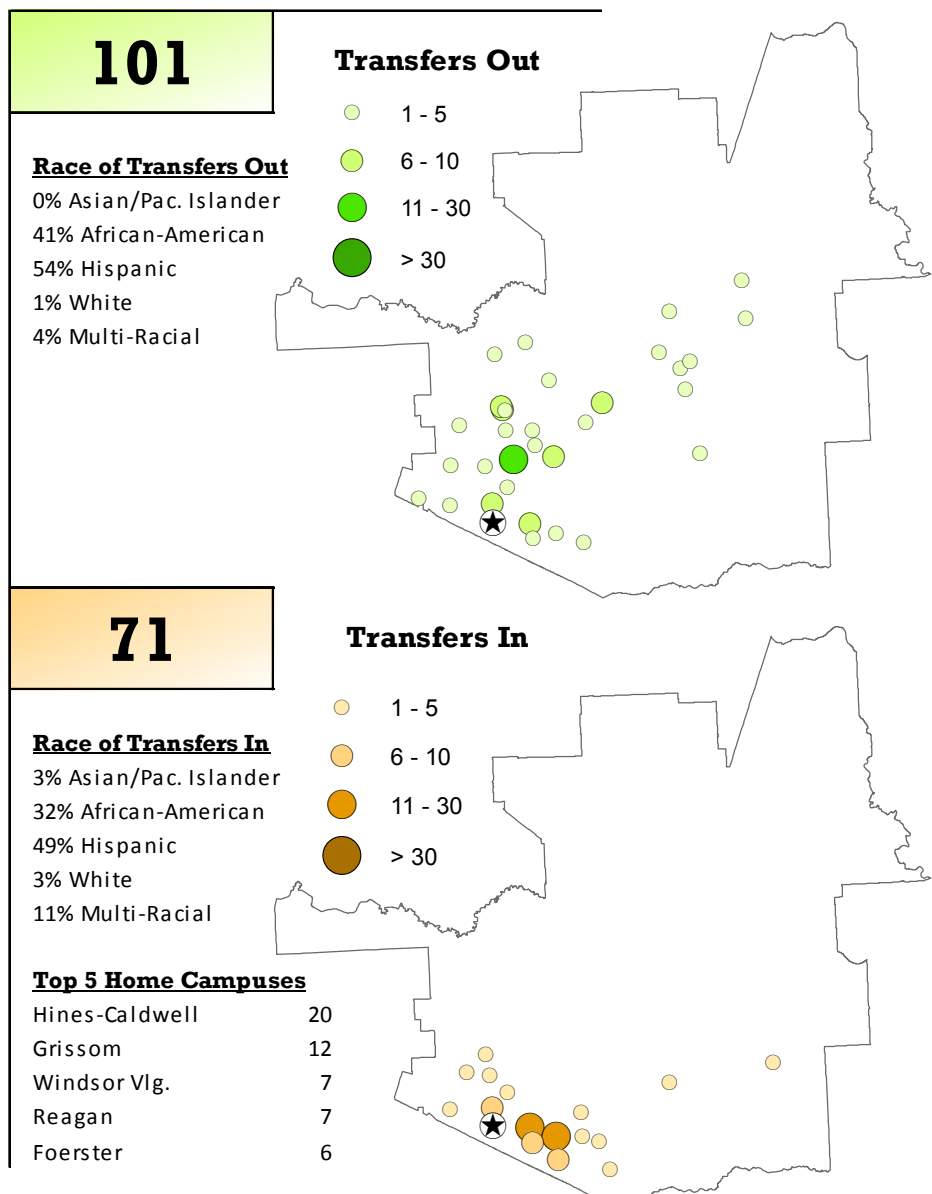 101
Transfers Out
1 - 5
6 - 10
11 - 30
> 30
Race of Transfers Out
0% Asian/Pac. Islander
41% African-American
54% Hispanic
1% White
4% Multi-Racial
71
Transfers In
1 - 5
6 - 10
11 - 30
> 30
Race of Transfers In
3% Asian/Pac. Islander
32% African-American
49% Hispanic
3% White
11% Multi-Racial
Top 5 Home Campuses
Hines-Caldwell 20
Grissom 12
Windsor Vlg. 7
Reagan 7
Foerster 6